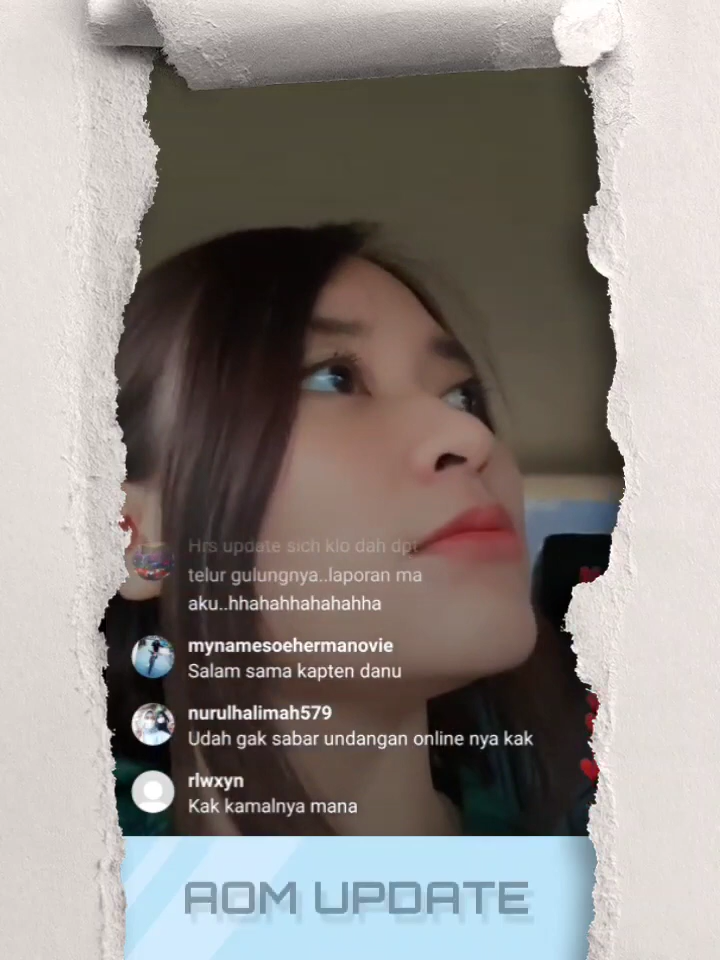 Hrs update sich klo dah dpt
telur gulungnya..laporan ma
aku..hhahahhahahahha
mynamesoehermanovie
Salam sama kapten danu
nurulhalimah579
Udah gak sabar undangan online nya kak
rlwxyn
Kak kamalnya mana
AOM UPDATE